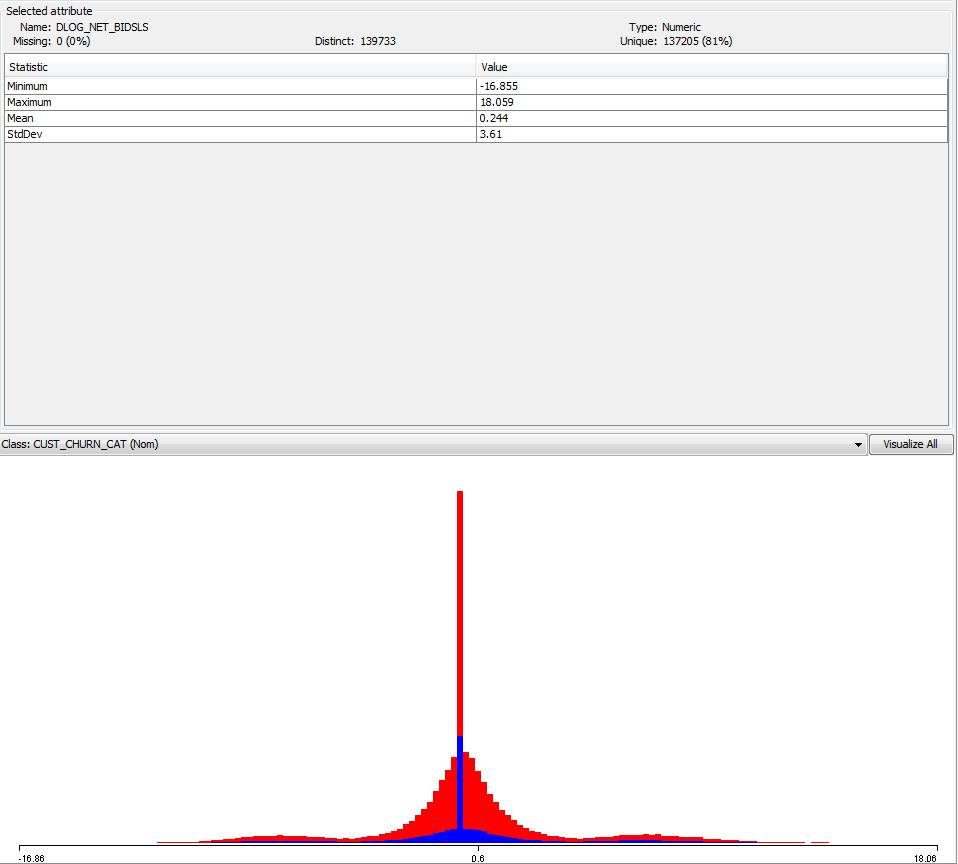 Selected attribute
Name: DLOG_NET_BIDSLS Type: Numeric
Missing: 0 (0%) Distinct: 139733 Unique: 137205 (81%)
Statistic Value
Minimum -16.855
Maximum 18.059
Mean 0.244
StdDev 3.61
Class: CUST_CHURN_CAT (Nom) Visualize All
-16.86 0.6 18.06